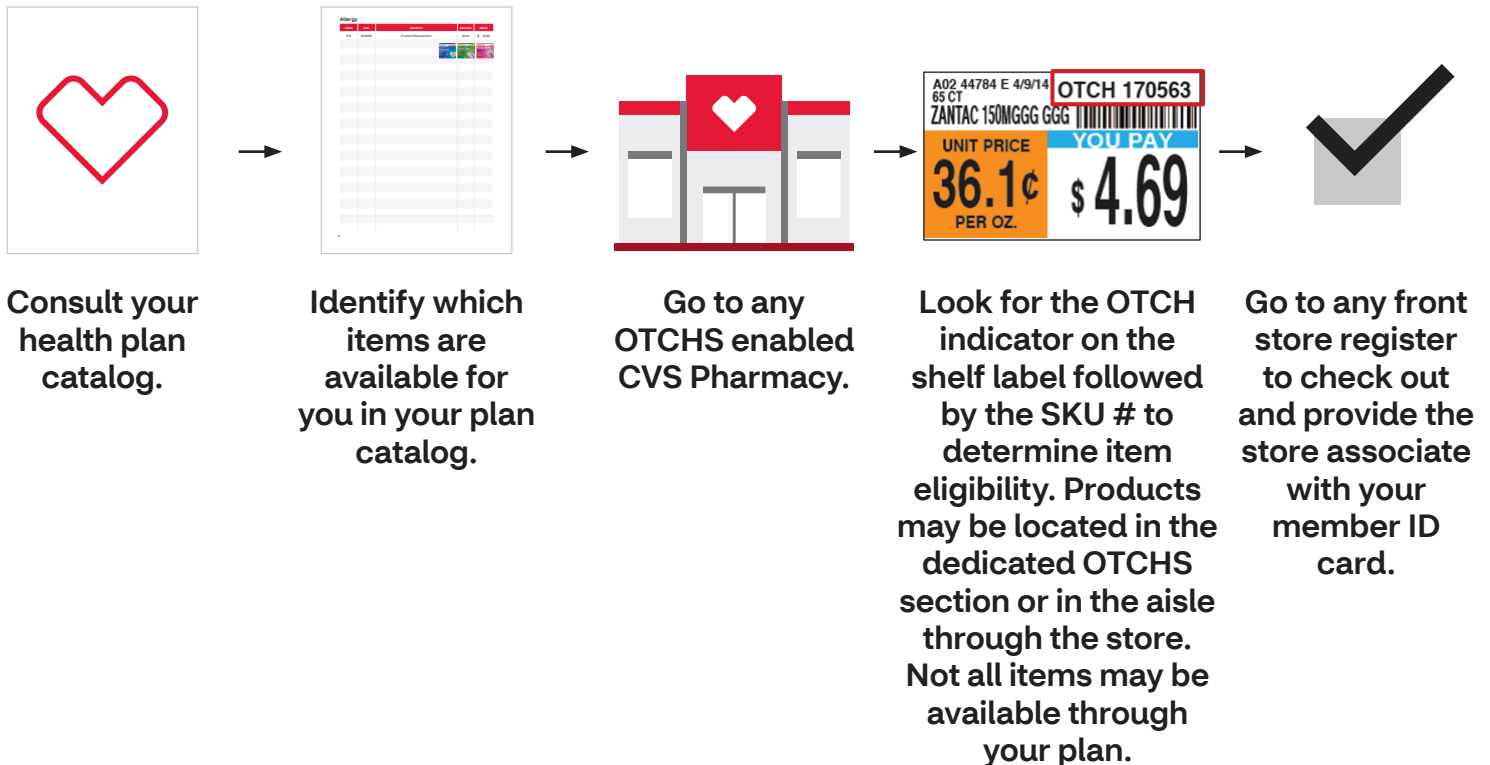 Allergy
Product Description
A02 44784 E 4/9/14
OTCH 170563
65 CT
ZANTAC 150MGGG GGG
UNIT PRICE
YOU PAY
36.1¢
$ 4.69
PER OZ.
Consult your
health plan
catalog.
Identify which
items are
available for
you in your plan
catalog.
Go to any
OTCHS enabled
CVS Pharmacy.
Look for the OTCH
indicator on the
shelf label followed
by the SKU # to
determine item
eligibility. Products
may be located in the
dedicated OTCHS
section or in the aisle
through the store.
Not all items may be
available through
your plan.
Go to any front
store register
to check out
and provide the
store associate
with your
member ID
card.